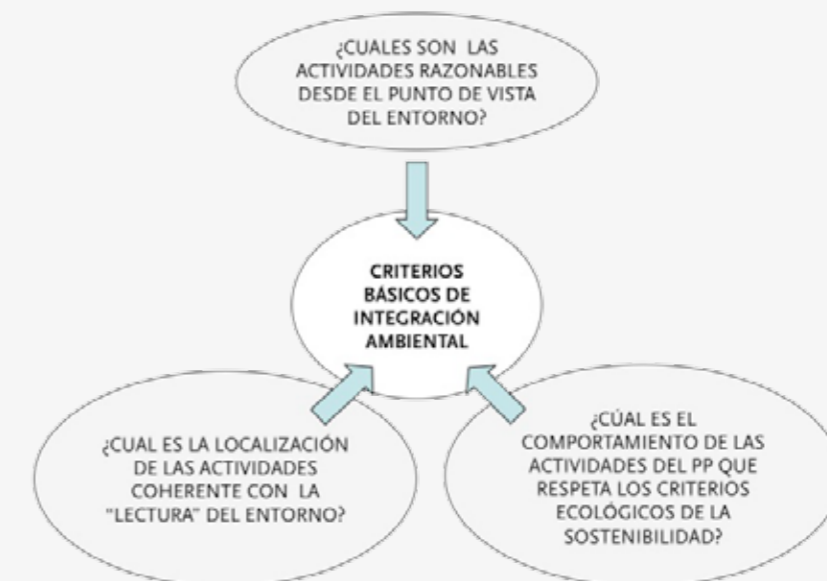 ¿CUALES SON LAS
ACTIVIDADES RAZONABLES
DESDE EL PUNTO DE VISTA
DEL ENTORNO?
CRITERIOS
BÁSICOS DE
INTEGRACIÓN
AMBIENTAL
¿CUAL ES LA LOCALIZACIÓN
DE LAS ACTIVIDADES
COHERENTE CON LA
"LECTURA" DEL ENTORNO?
¿CÚAL ES EL
COMPORTAMIENTO DE LAS
ACTIVIDADES DEL PP QUE
RESPETA LOS CRITERIOS
ECOLÓGICOS DE LA
SOSTENIBILIDAD?